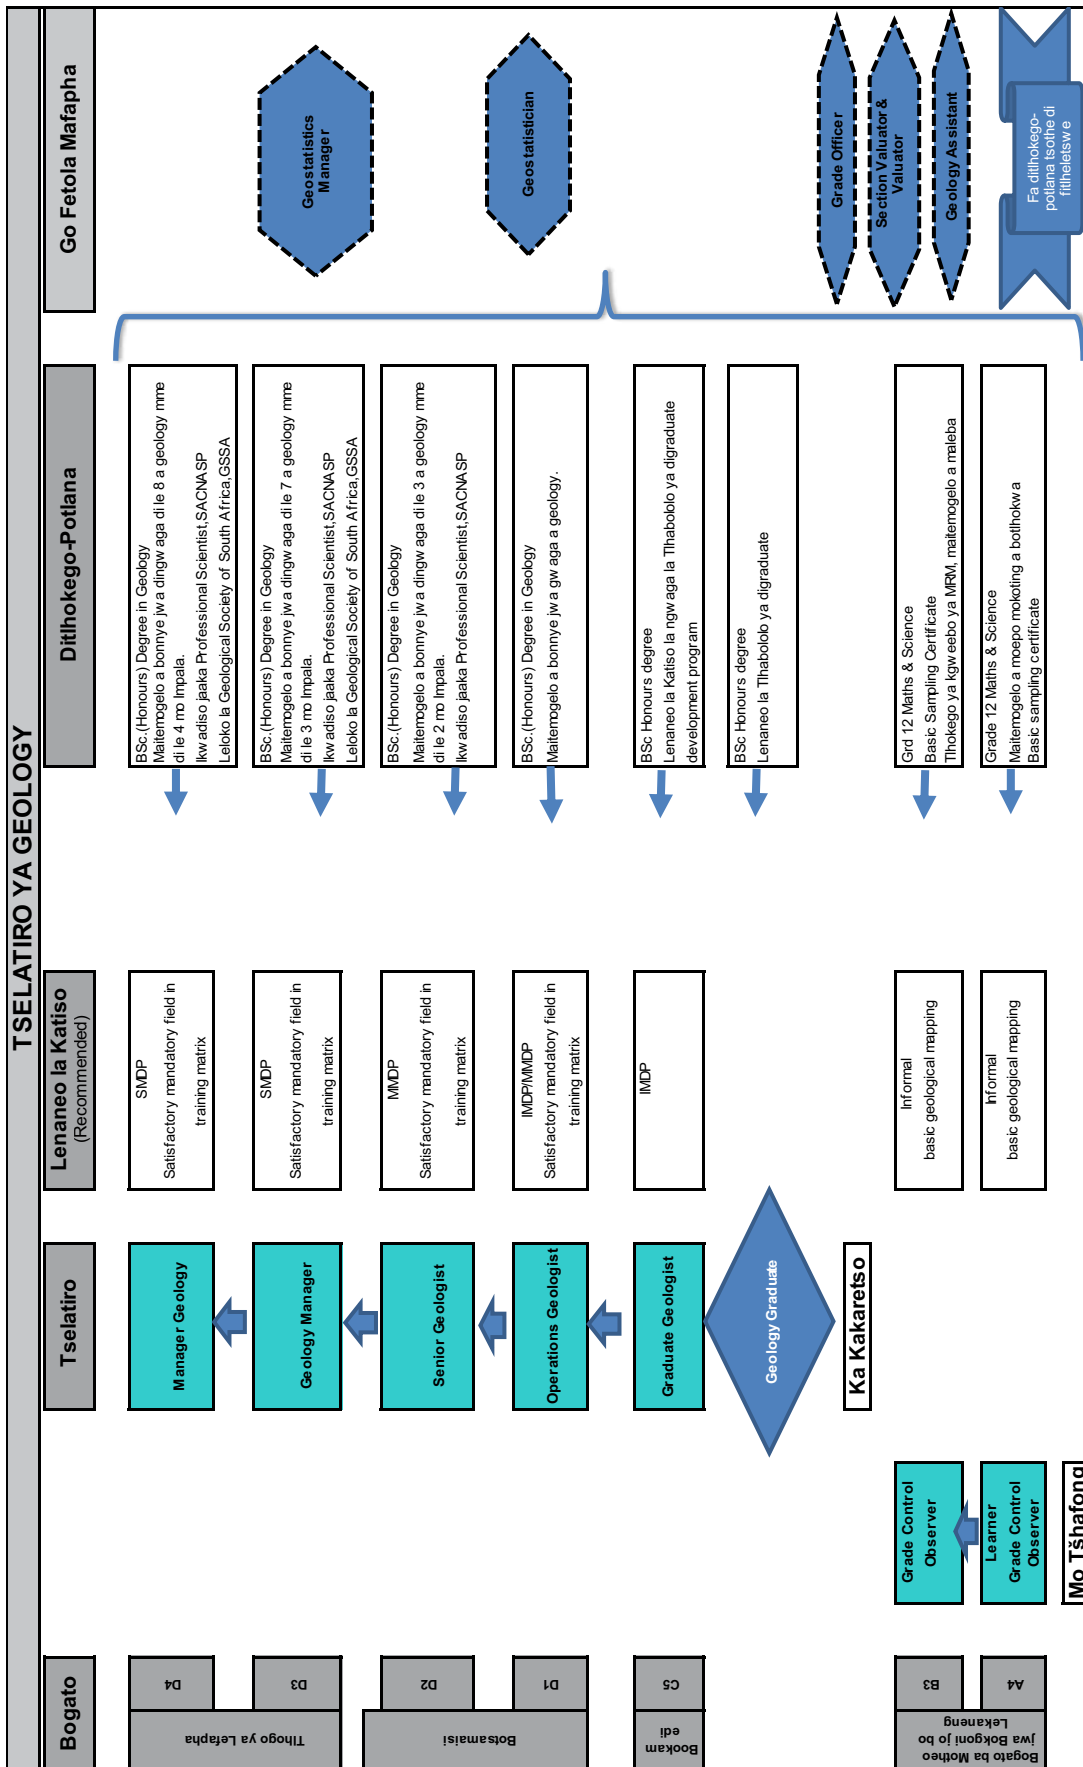 TSELATIRO YA GEOLOGY
Bogato
Tselatiro
Lenaneo la Katiso
(Recommended)
Ditlhokego-Potlana
Go Fetola Mafapha
Tlhogo ya Lefapha
D4
Manager Geology
SMDP
Satisfactory mandatory field in
training matrix
BSc.(Honours) Degree in Geology
Maitemogelo a bonnye jwa dingwaga di le 8 a geology mme
di le 4 mo Impala.
Ikwadiso jaaka Professional Scientist,SACNASP
Leloko la Geological Society of South Africa,GSSA
D3
Geology Manager
SMDP
Satisfactory mandatory field in
training matrix
BSc.(Honours) Degree in Geology
Maitemogelo a bonnye jwa dingwaga di le 7 a geology mme
di le 3 mo Impala.
Ikwadiso jaaka Professional Scientist,SACNASP
Leloko la Geological Society of South Africa,GSSA
Geostatistics
Manager
Botsamaisi
D2
Senior Geologist
MMDP
Satisfactory mandatory field in
training matrix
BSc.(Honours) Degree in Geology
Maitemogelo a bonnye jwa dingwaga di le 3 a geology mme
di le 2 mo Impala.
Ikwadiso jaaka Professional Scientist,SACNASP
D1
Operations Geologist
IMDP/MMDP
Satisfactory mandatory field in
training matrix
BSc.(Honours) Degree in Geology
Maitemogelo a bonnye jwa gwaga a geology.
Geostatistician
Bookam
edi
C5
Graduate Geologist
IMDP
BSc Honours degree
Lenaneo la Katiso la ngwaga la Tlhabololo ya digraduate
development program
Geology Graduate
BSc Honours degree
Lenaneo la Tlhabololo ya digraduate
Ka Kakaretso
Grade Officer
Section Valuator &
Valuator
Geology Assistant
Bogato ba Motheo
jwa Bokgoni jo bo
Lekaneng
B3
Grade Control
Observer
Informal
basic geological mapping
Grd 12 Maths & Science
Basic Sampling Certificate
Tlhokego ya kgweebo ya MRM, maitemogelo a maleba
A4
Learner
Grade Control
Observer
Informal
basic geological mapping
Grade 12 Maths & Science
Maitemogelo a moepo mokoting a botlhokwa
Basic sampling certificate
Fa ditlhokego-
potlana tsothe di
fitlheletswe
Mo Tšhafong